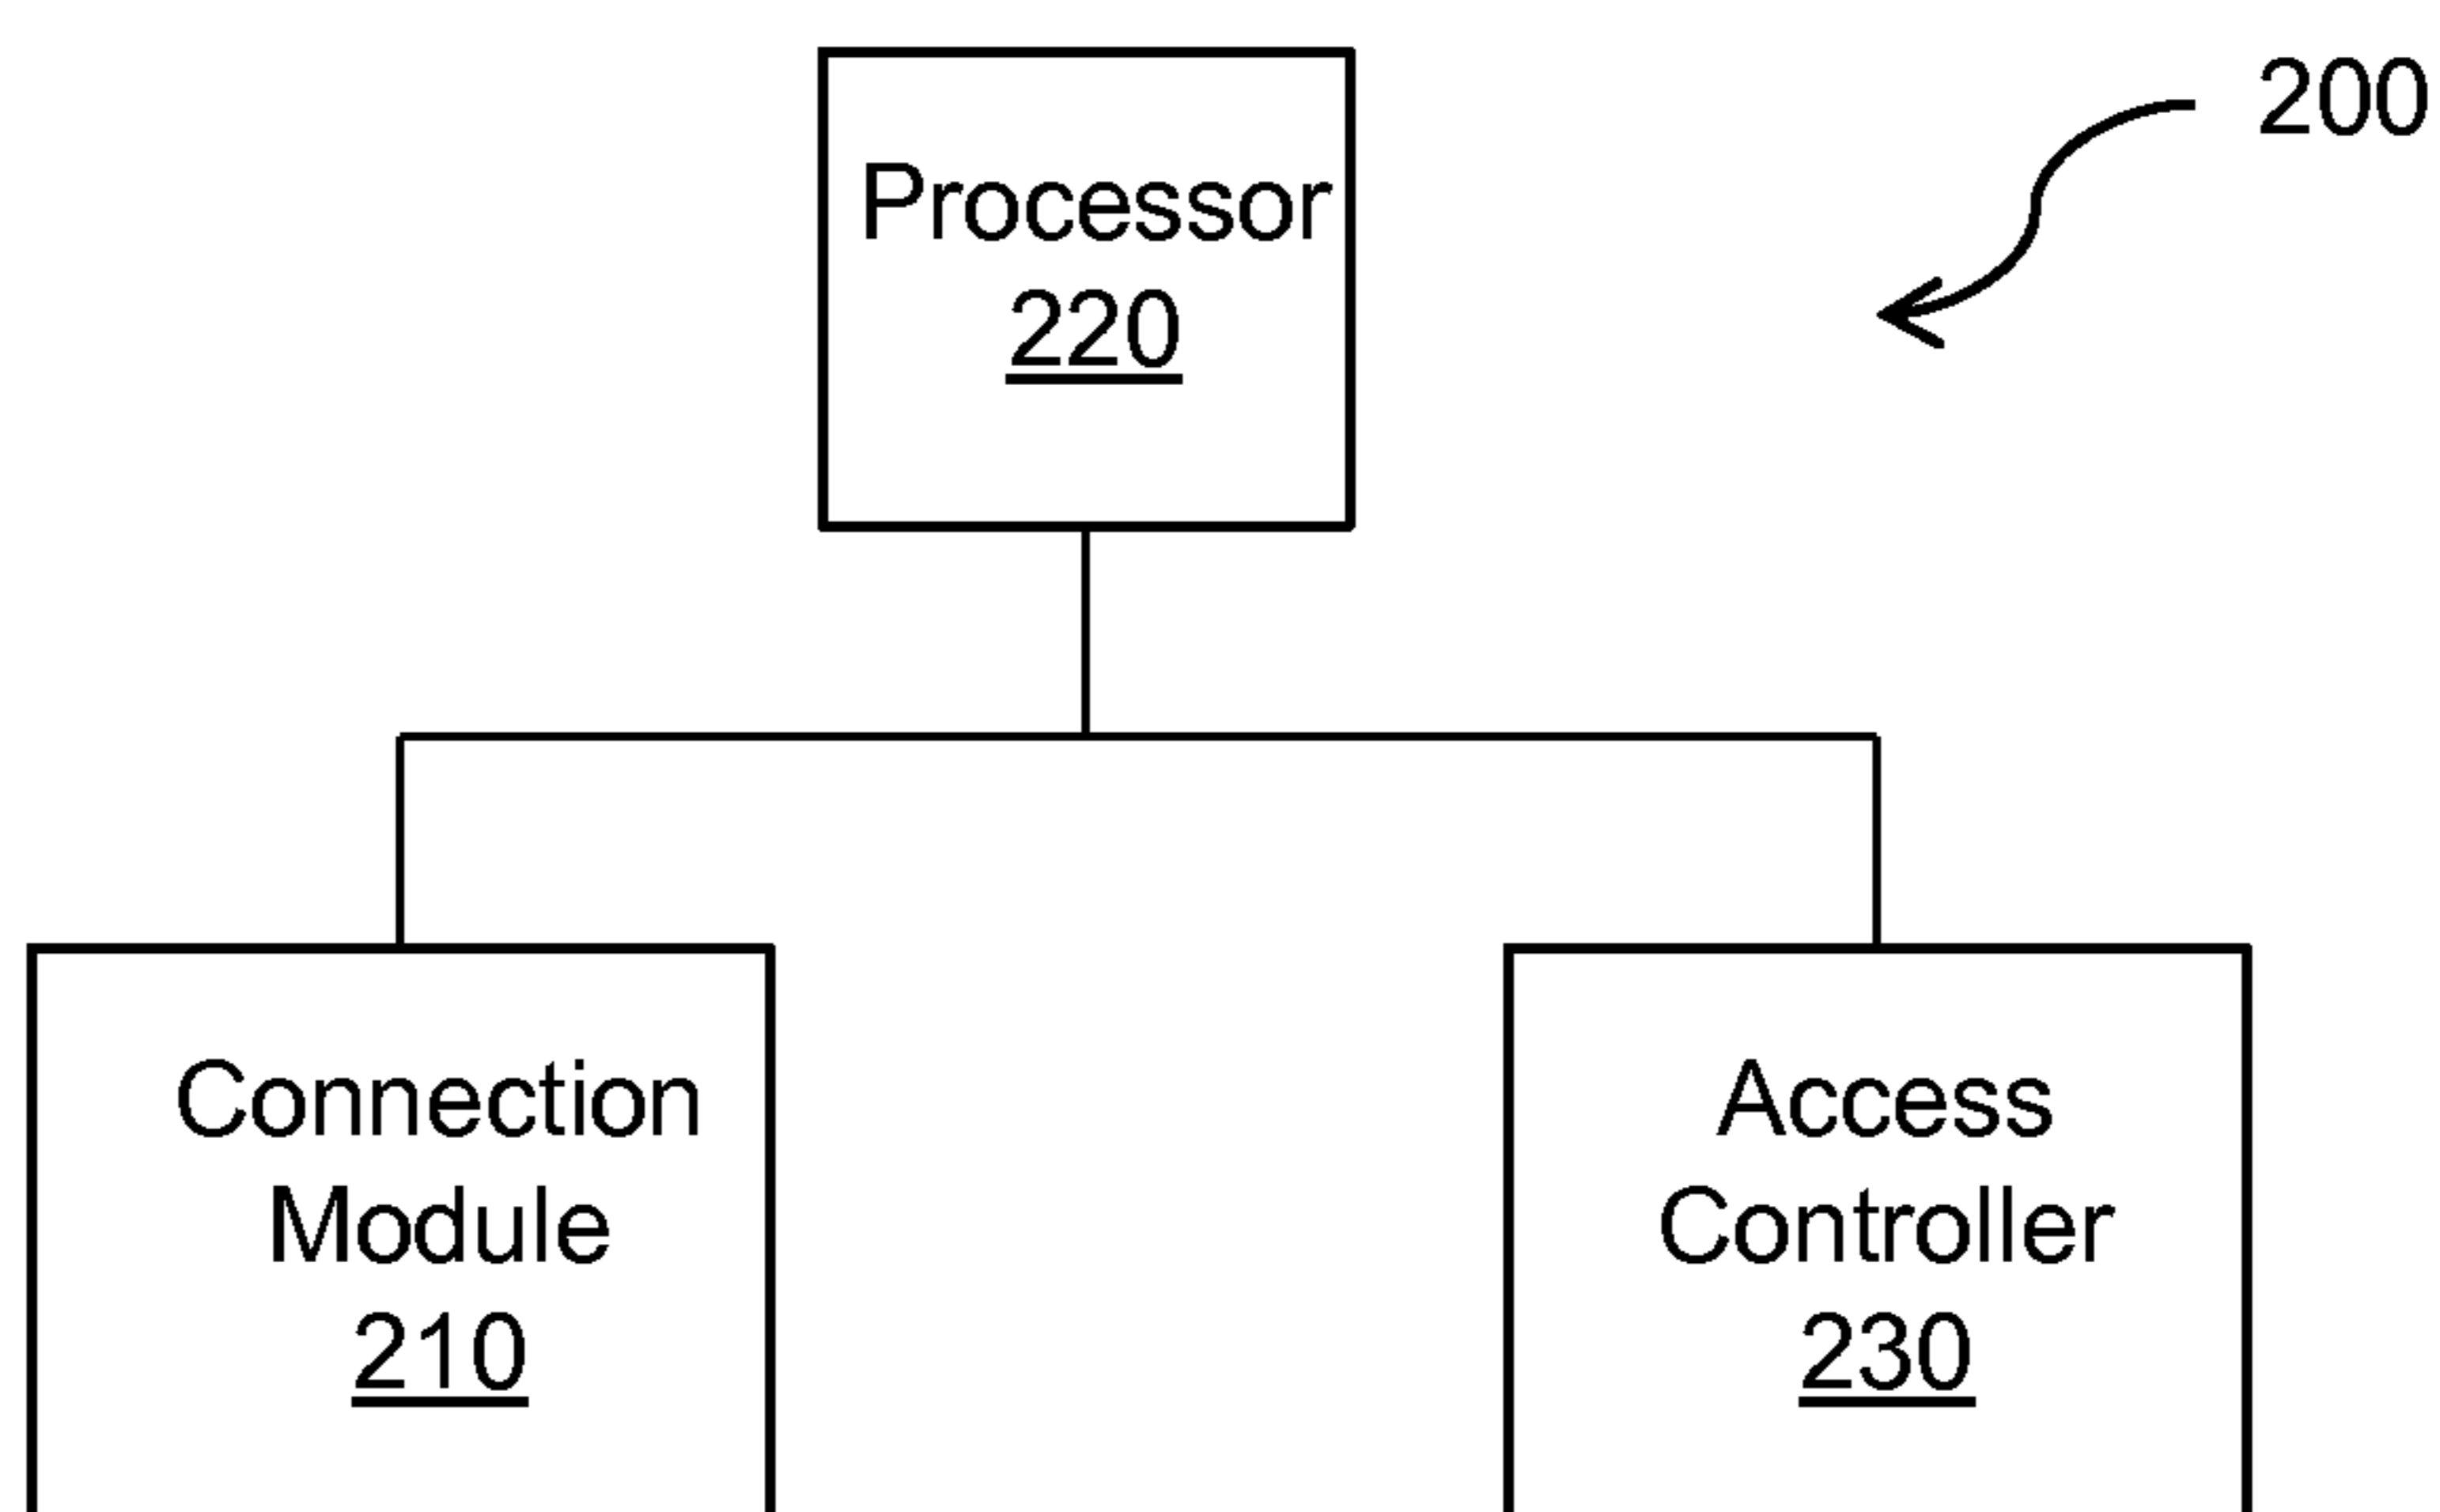 200
Processor
220
Connection
Module
210
Access
Controller
230